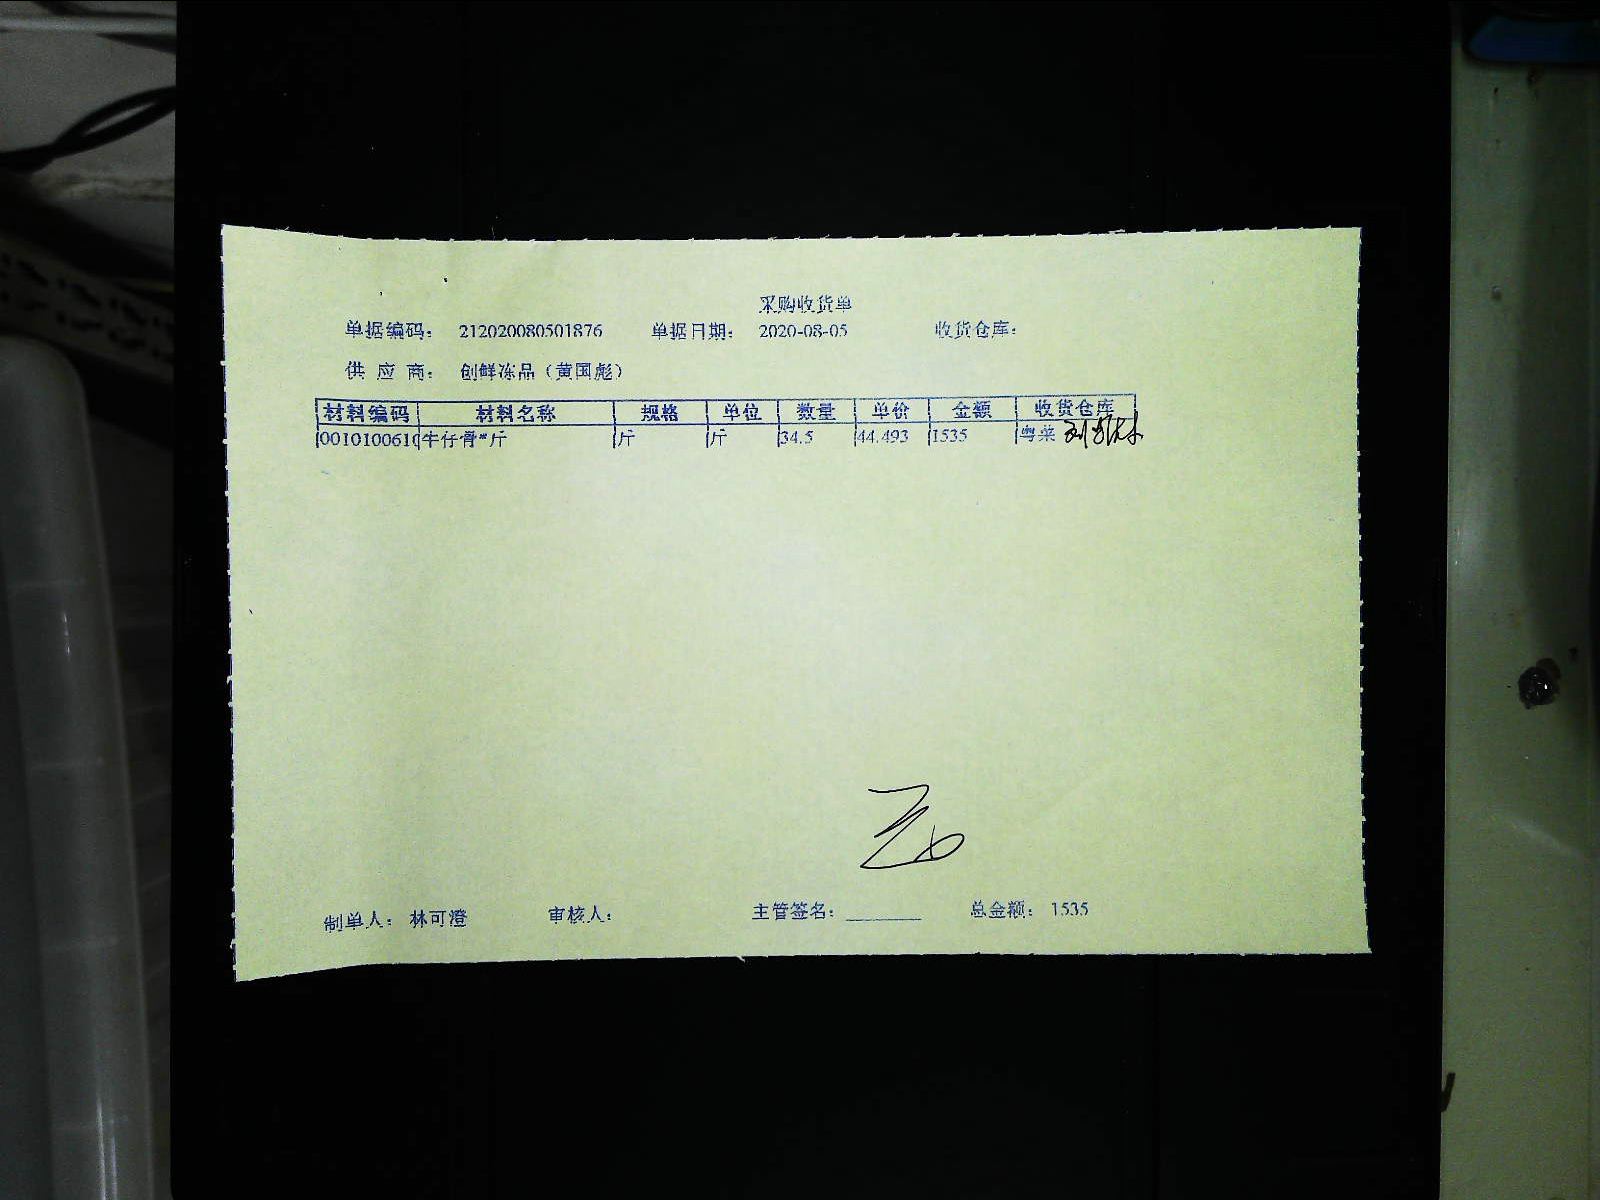 采购收货单
单据编码： 212020080501876 单据日期： 2020-08-05 收货仓库：
供 应 商： 创鲜冻品（黄国彪）
材料编码 材料名称 规格 单位 数量 单价 金额 收货仓库
001010061 牛仔骨*斤 斤 斤 34.5 44.493 1535 粤菜
制单人： 林可澄 审核人： 主管签名： 总金额： 1535